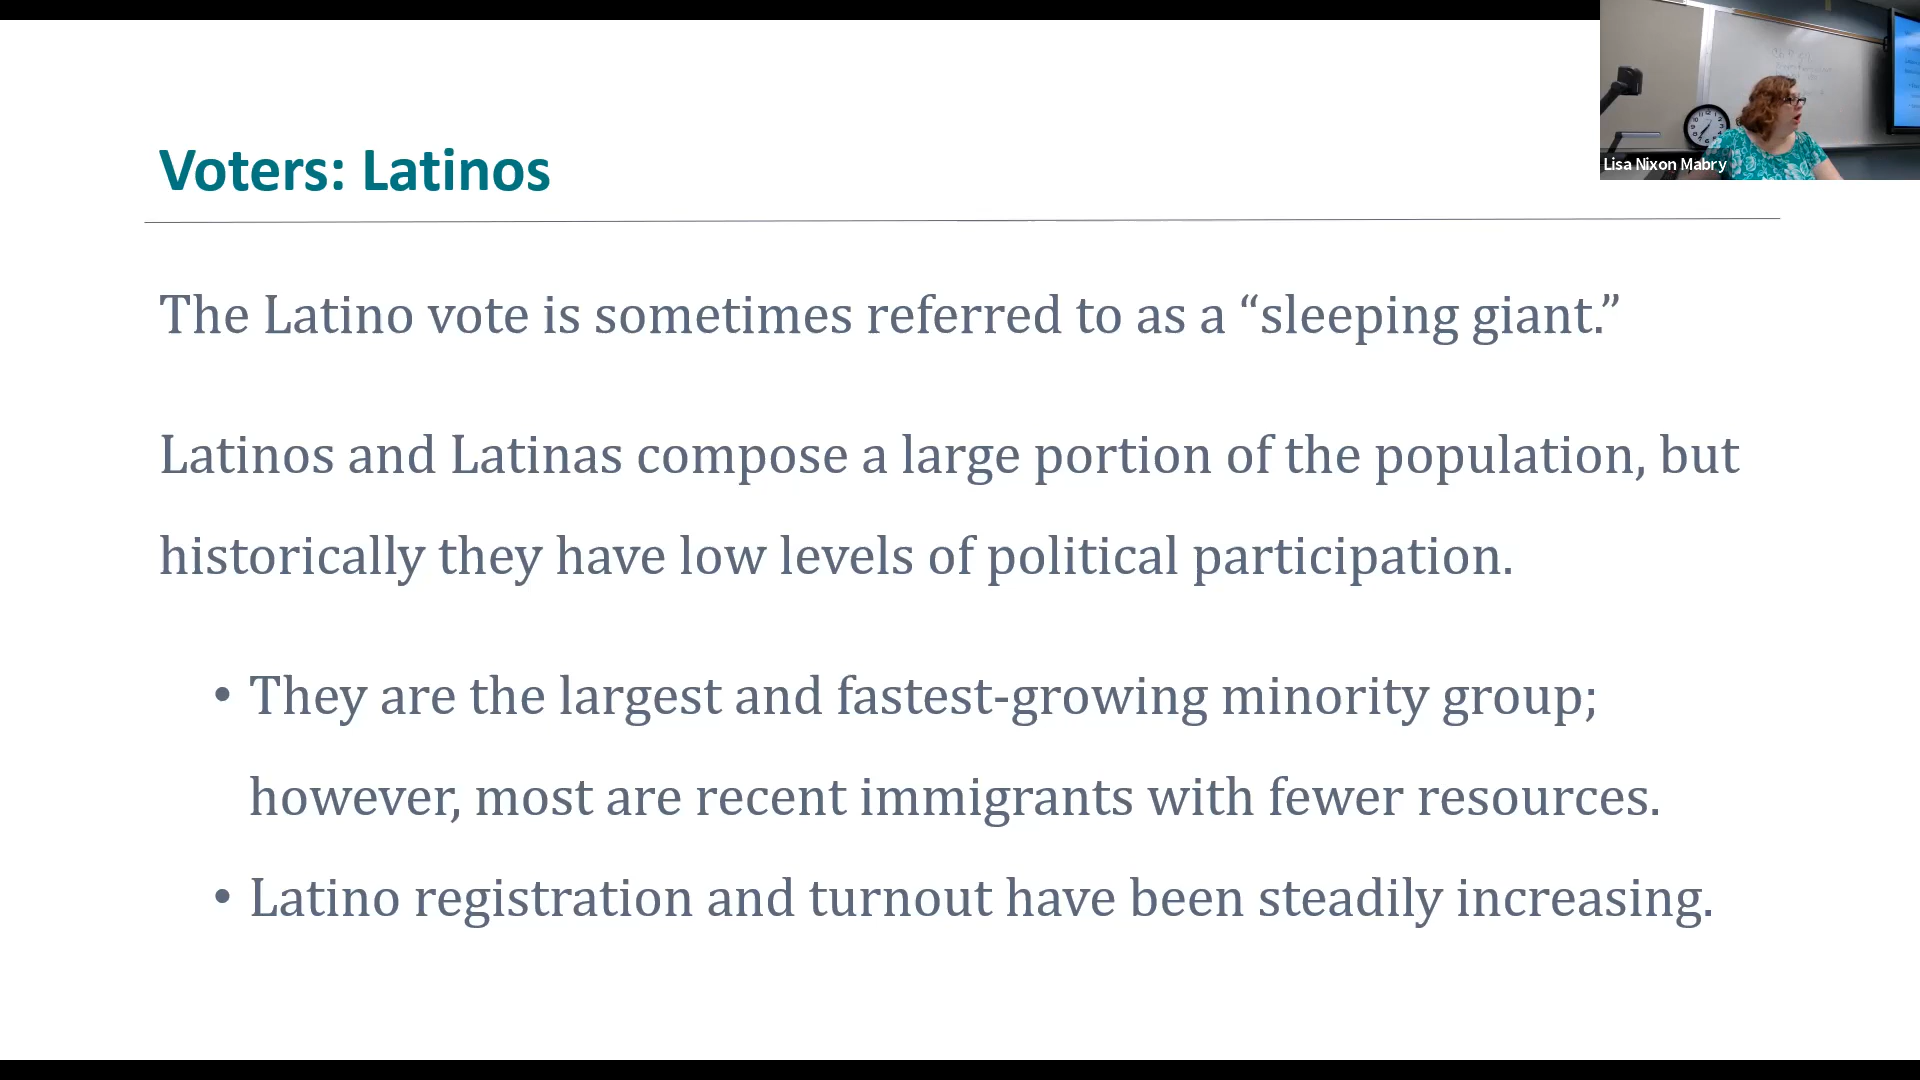 Voters: Latinos
Lisa Nixon Mabry
The Latino vote is sometimes referred to as a “sleeping giant.”
Latinos and Latinas compose a large portion of the population, but
historically they have low levels of political participation.
• They are the largest and fastest-growing minority group;
however, most are recent immigrants with fewer resources.
• Latino registration and turnout have been steadily increasing.